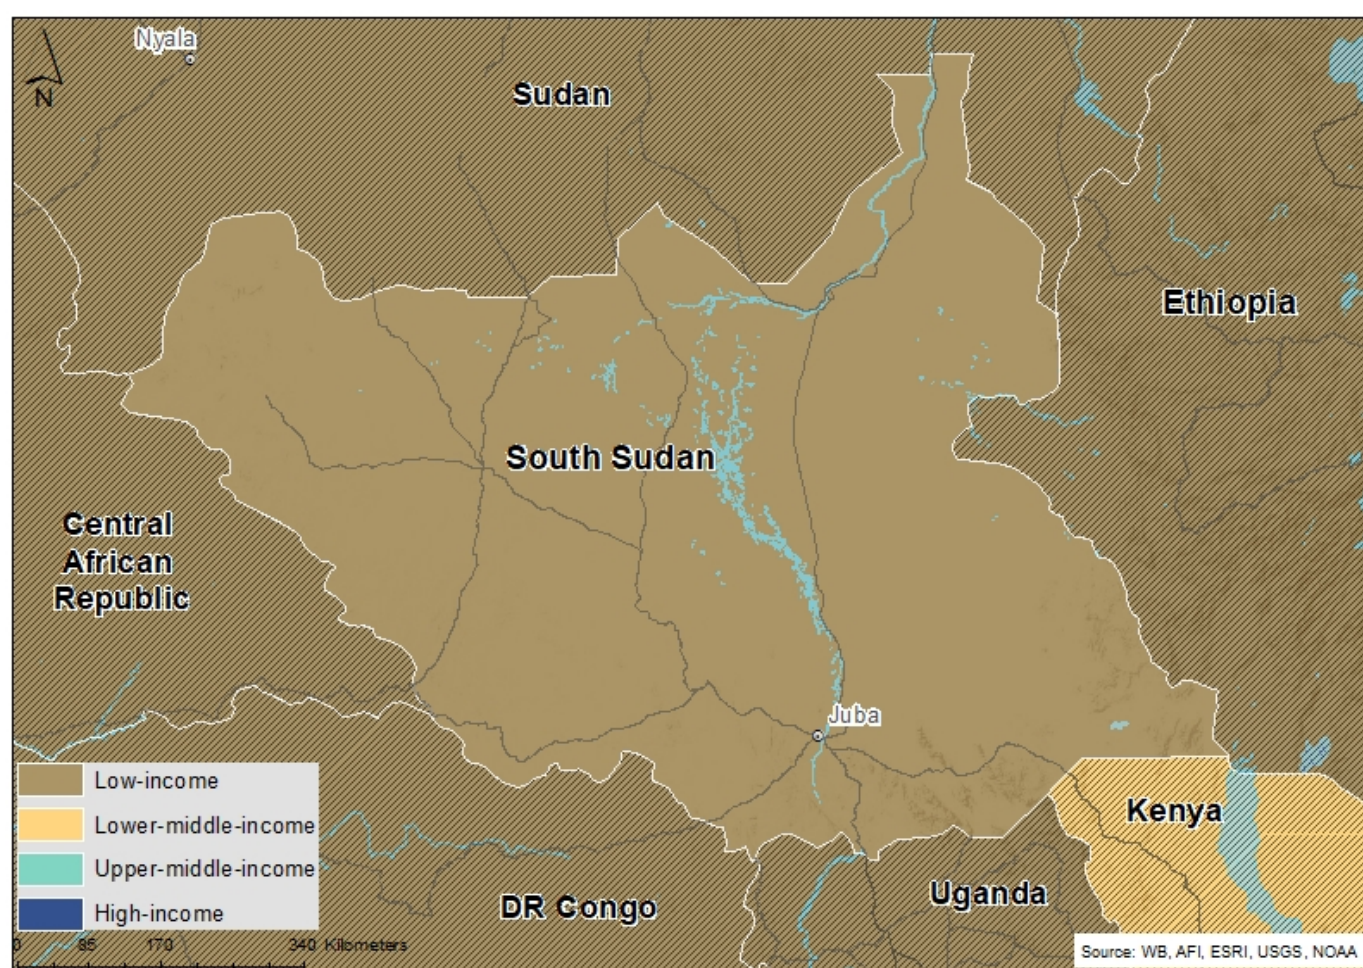 Nyala
N
Sudan
Ethiopia
South Sudan
Central
African
Republic
Juba
Low-income
Lower-middle-income
Upper-middle-income
High-income
Kenya
Uganda
DR Congo
0 85 170 340 Kilometers
Source: WB, AFI, ESRI, USGS, NOAA